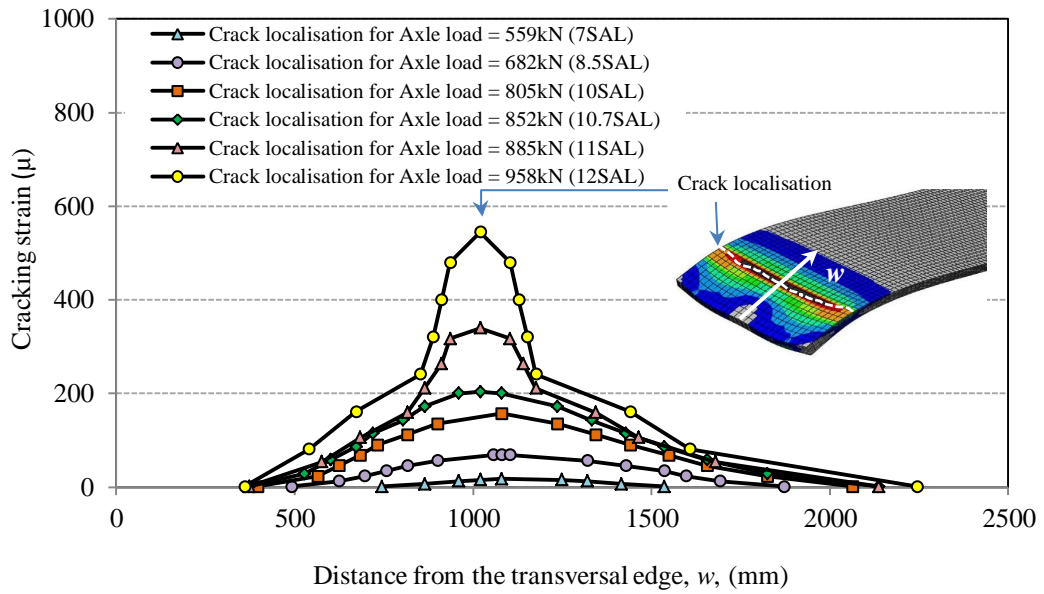 1000
800
600
400
200
0
Cracking strain (μ)
Crack localisation for Axle load = 559kN (7SAL)
Crack localisation for Axle load = 682kN (8.5SAL)
Crack localisation for Axle load = 805kN (10SAL)
Crack localisation for Axle load = 852kN (10.7SAL)
Crack localisation for Axle load = 885kN (11SAL)
Crack localisation for Axle load = 958kN (12SAL)
Crack localisation
w
0 500 1000 1500 2000 2500
Distance from the transversal edge, w, (mm)